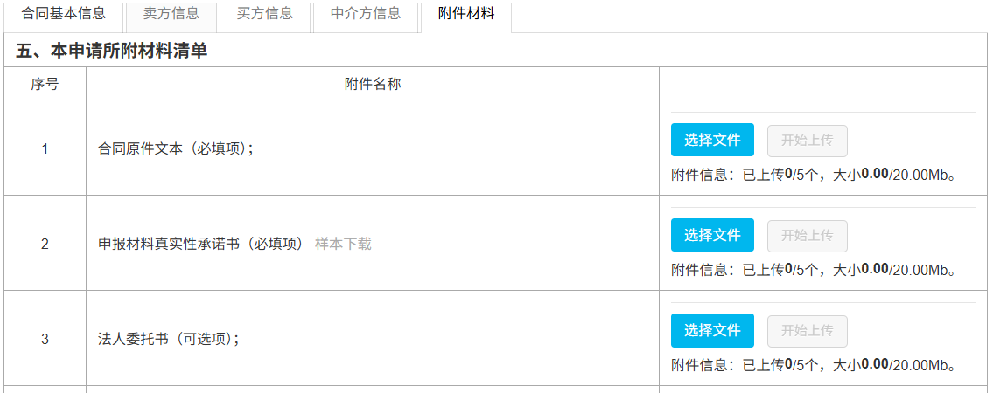 合同基本信息 卖方信息 买方信息 中介方信息 附件材料
五、本申请所附材料清单
序号 附件名称
1 合同原件文本（必填项）；
选择文件 开始上传
附件信息：已上传0/5个，大小0.00/20.00Mb。
2 申报材料真实性承诺书（必填项） 样本下载
选择文件 开始上传
附件信息：已上传0/5个，大小0.00/20.00Mb。
3 法人委托书（可选项）；
选择文件 开始上传
附件信息：已上传0/5个，大小0.00/20.00Mb。